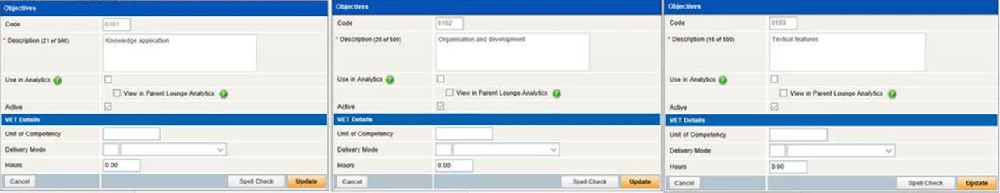 Objectives
Code
0101
* Description (21 of 500)
Knowledge application
Use in Analytics ?
View in Parent Lounge Analytics ?
Active
VET Details
Unit of Competency
Delivery Mode
Hours
0.00
Cancel
Spell Check
Update
Objectives
Code
0102
* Description (28 of 500)
Organisation and development
Use in Analytics ?
View in Parent Lounge Analytics ?
Active
VET Details
Unit of Competency
Delivery Mode
Hours
0.00
Cancel
Spell Check
Update
Objectives
Code
0103
* Description (16 of 500)
Textual features
Use in Analytics ?
View in Parent Lounge Analytics ?
Active
VET Details
Unit of Competency
Delivery Mode
Hours
0.00
Cancel
Spell Check
Update